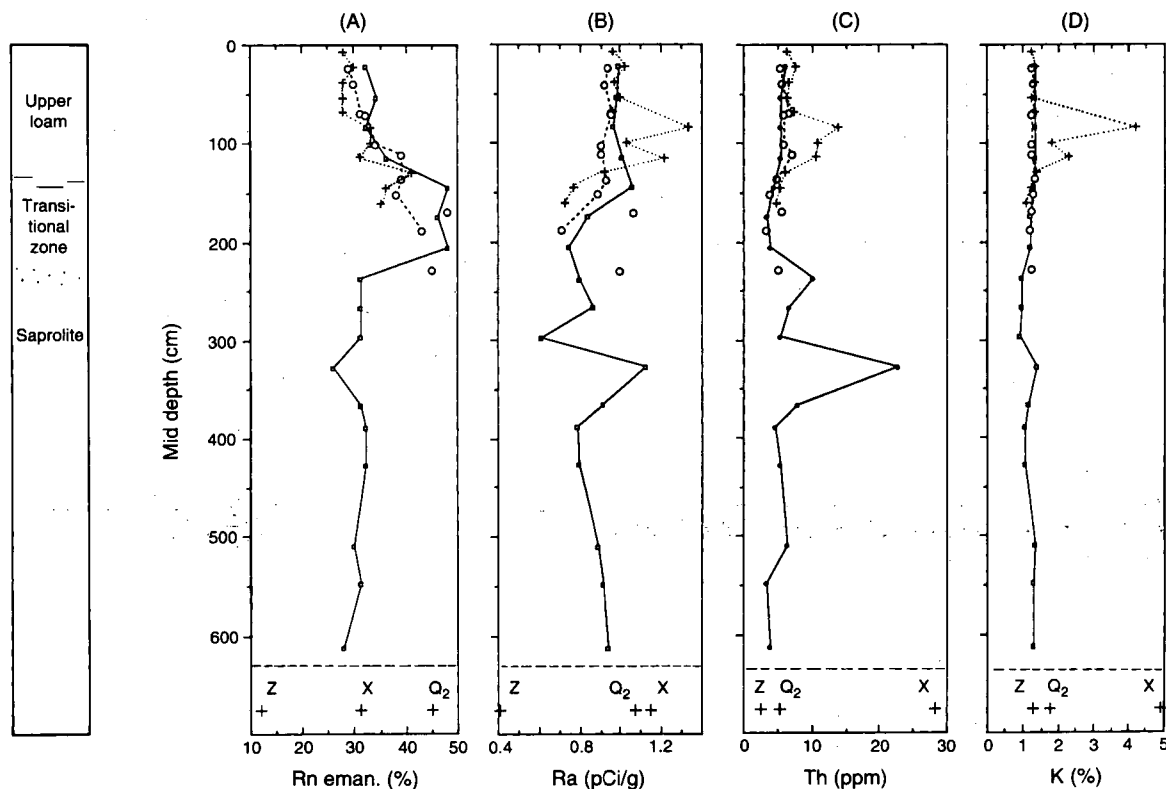 (A) (B) (C) (D)
Upper
loam
Transi-
tional
zone
Saprolite
Mid depth (cm)
0
100
200
300
400
500
600
Z X Q2
10 20 30 40 50
Rn eman. (%)
Z Q2 X
0.4 0.8 1.2
Ra (pCi/g)
Z Q2 X
0 10 20 30
Th (ppm)
Z Q2 X
0 1 2 3 4 5
K (%)